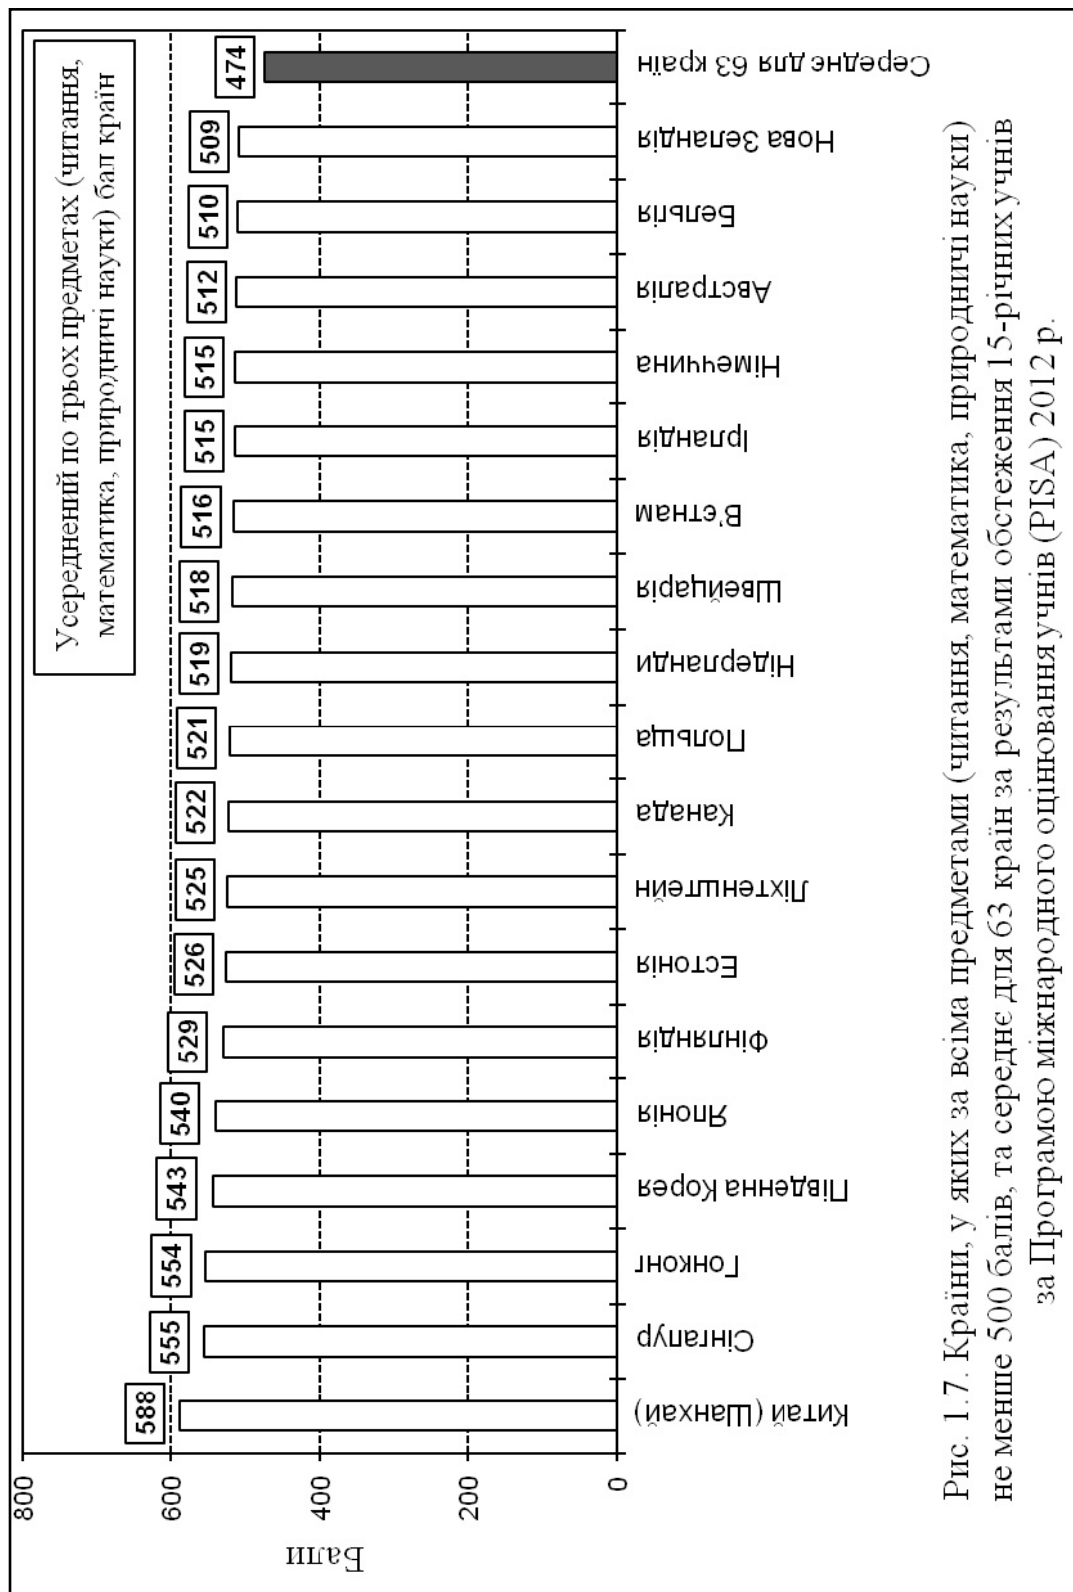 Бали
800
600
400
200
0
Усереднений по трьох предметах (читання,
математика, природничі науки) бал країн
588
555
554
543
540
529
526
525
522
521
519
518
516
515
515
512
510
509
474
Китай (Шанхай)
Сінгапур
Гонконг
Південна Корея
Японія
Фінляндія
Естонія
Ліхтенштейн
Канада
Польща
Нідерланди
Швейцарія
В'єтнам
Ірландія
Німеччина
Австралія
Бельгія
Нова Зеландія
Середнє для 63 країн
Рис. 1.7. Країни, у яких за всіма предметами (читання, математика, природничі науки)
не менше 500 балів, та середнє для 63 країн за результатами обстеження 15-річних учнів
за Програмою міжнародного оцінювання учнів (PISA) 2012 р.